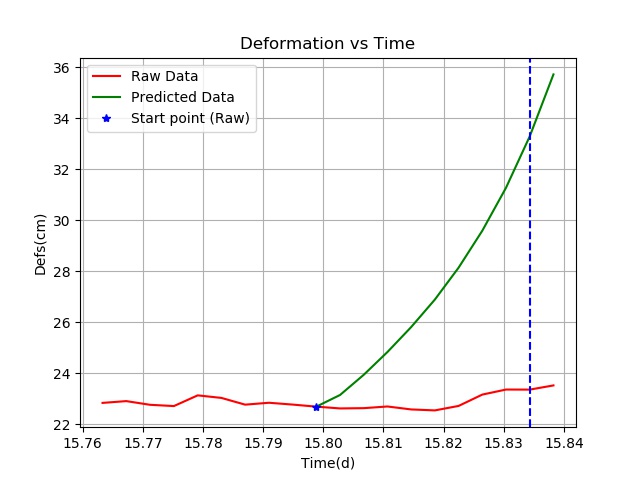 Deformation vs Time
Raw Data
Predicted Data
Start point (Raw)
36
34
32
30
28
26
24
22
Defs(cm)
15.76 15.77 15.78 15.79 15.80 15.81 15.82 15.83 15.84
Time(d)